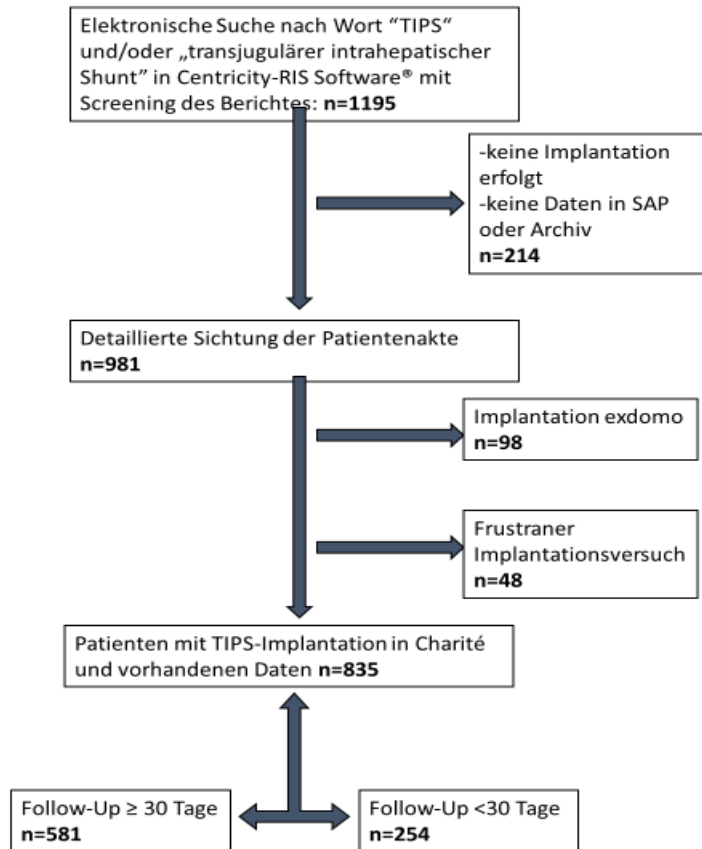 Elektronische Suche nach Wort “TIPS“
und/oder „transjugulärer intrahepatischer
Shunt” in Centricity-RIS Software® mit
Screening des Berichtes: n=1195
-keine Implantation
erfolgt
-keine Daten in SAP
oder Archiv
n=214
Detaillierte Sichtung der Patientenakte
n=981
Implantation exdomo
n=98
Frustraner
Implantationsversuch
n=48
Patienten mit TIPS-Implantation in Charité
und vorhandenen Daten n=835
Follow-Up ≥ 30 Tage
n=581
Follow-Up <30 Tage
n=254